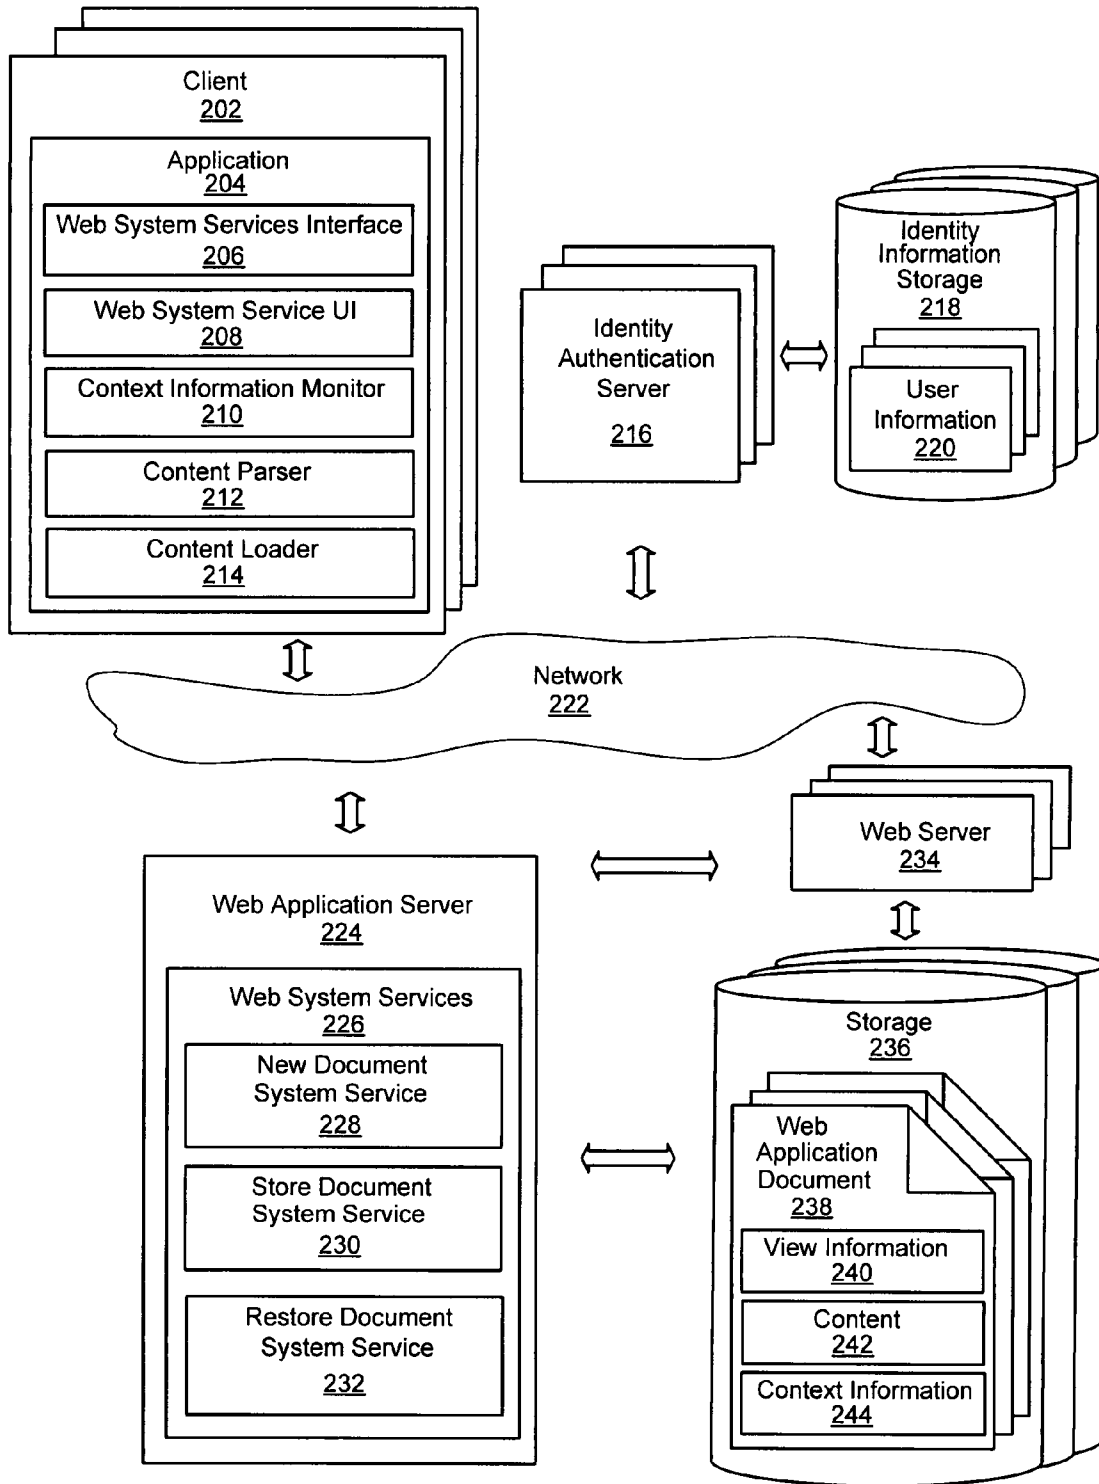 Client
202
Application
204
Web System Services Interface
206
Web System Service UI
208
Context Information Monitor
210
Content Parser
212
Content Loader
214
Identity
Authentication
Server
216
Identity
Information
Storage
218
User
Information
220
Network
222
Web Server
234
Web Application Server
224
Web System Services
226
New Document
System Service
228
Store Document
System Service
230
Restore Document
System Service
232
Storage
236
Web
Application
Document
238
View Information
240
Content
242
Context Information
244